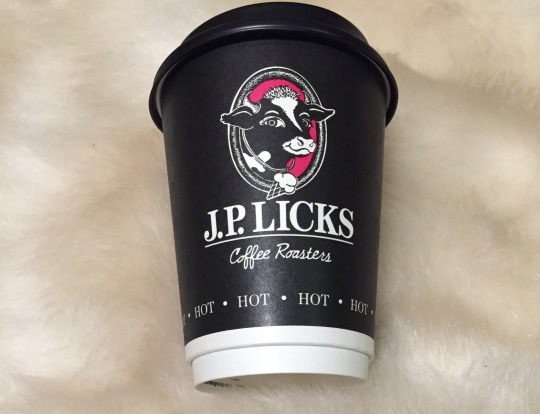 J.P. LICKS
Coffee Roasters
HOT • HOT • HOT • HOT •